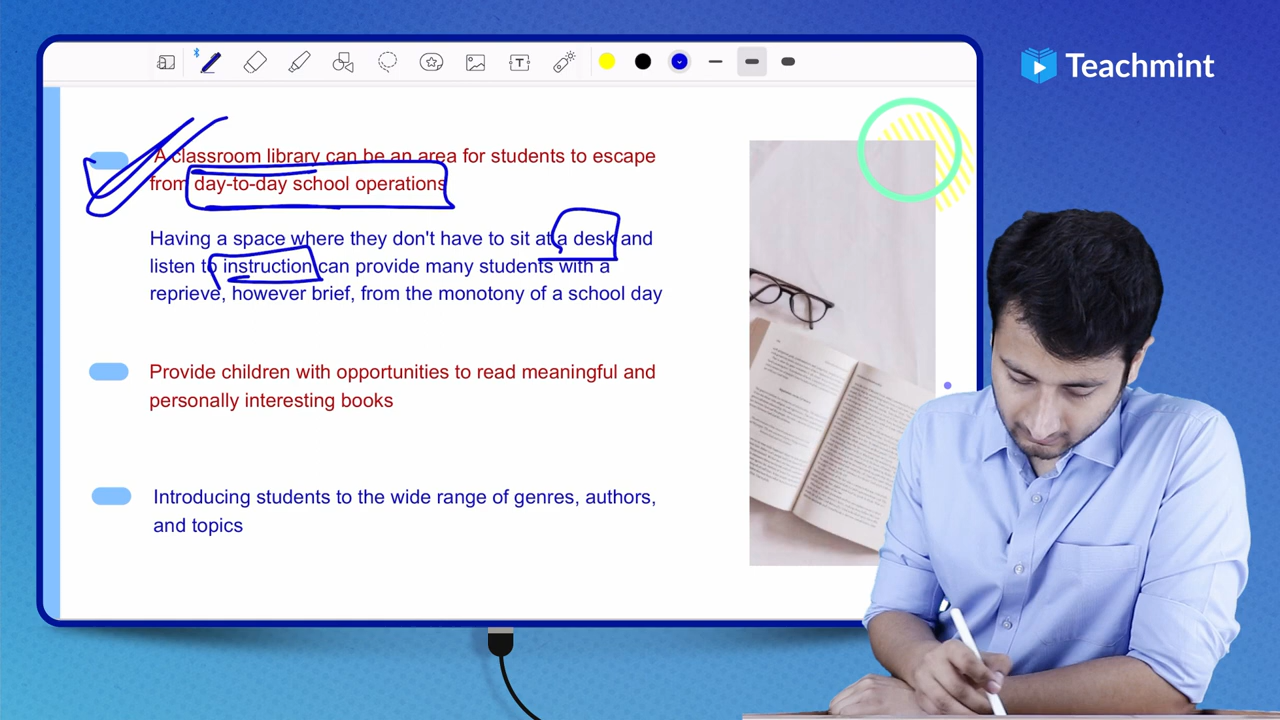 Teachmint
A classroom library can be an area for students to escape
from day-to-day school operations
Having a space where they don't have to sit at a desk and
listen to instruction can provide many students with a
reprieve, however brief, from the monotony of a school day
Provide children with opportunities to read meaningful and
personally interesting books
Introducing students to the wide range of genres, authors,
and topics